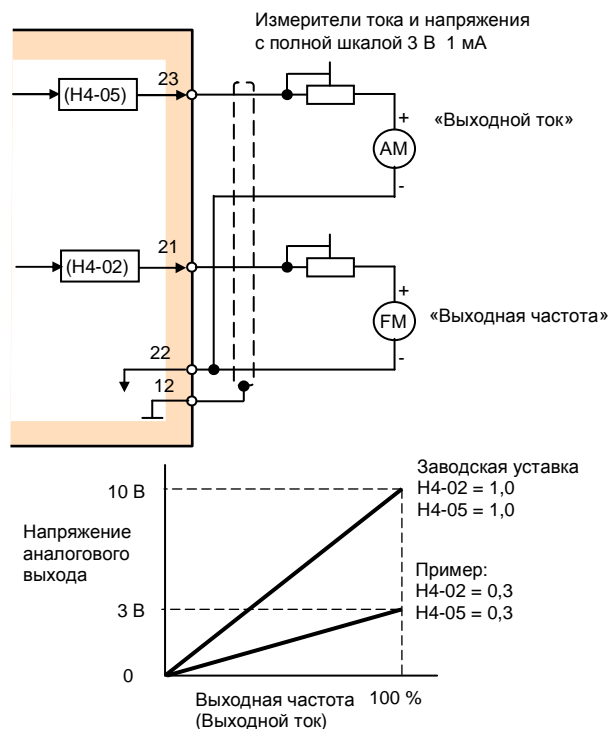 Измерители тока и напряжения
с полной шкалой 3 В 1 мА
23
(H4-05)
+
«Выходной ток»
AM
-
21
(H4-02)
+
FM
«Выходная частота»
-
22
12
Заводская уставка
H4-02 = 1,0
H4-05 = 1,0
10 В
Напряжение
аналогового
выхода
Пример:
H4-02 = 0,3
H4-05 = 0,3
3 В
0
Выходная частота
(Выходной ток)
100 %